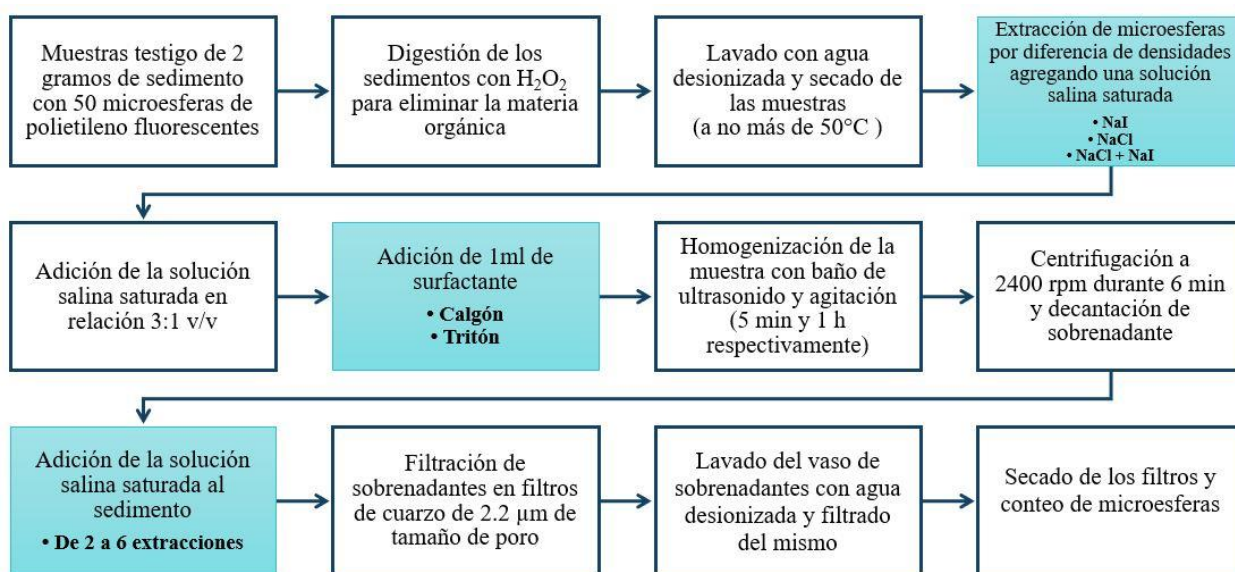 Muestras testigo de 2
gramos de sedimento
con 50 microesferas de
polietileno fluorescentes
Digestión de los
sedimentos con H₂O₂
para eliminar la materia
orgánica
Lavado con agua
desionizada y secado de
las muestras
(a no más de 50°C )
Extracción de microesferas
por diferencia de densidades
agregando una solución
salina saturada
• NaI
• NaCl
• NaCl + NaI
Adición de la solución
salina saturada en
relación 3:1 v/v
Adición de 1ml de
surfactante
• Calgón
• Tritón
Homogenización de la
muestra con baño de
ultrasonido y agitación
(5 min y 1 h
respectivamente)
Centrifugación a
2400 rpm durante 6 min
y decantación de
sobrenadante
Adición de la solución
salina saturada al
sedimento
• De 2 a 6 extracciones
Filtración de
sobrenadantes en filtros
de cuarzo de 2.2 µm de
tamaño de poro
Lavado del vaso de
sobrenadantes con agua
desionizada y filtrado
del mismo
Secado de los filtros y
conteo de microesferas